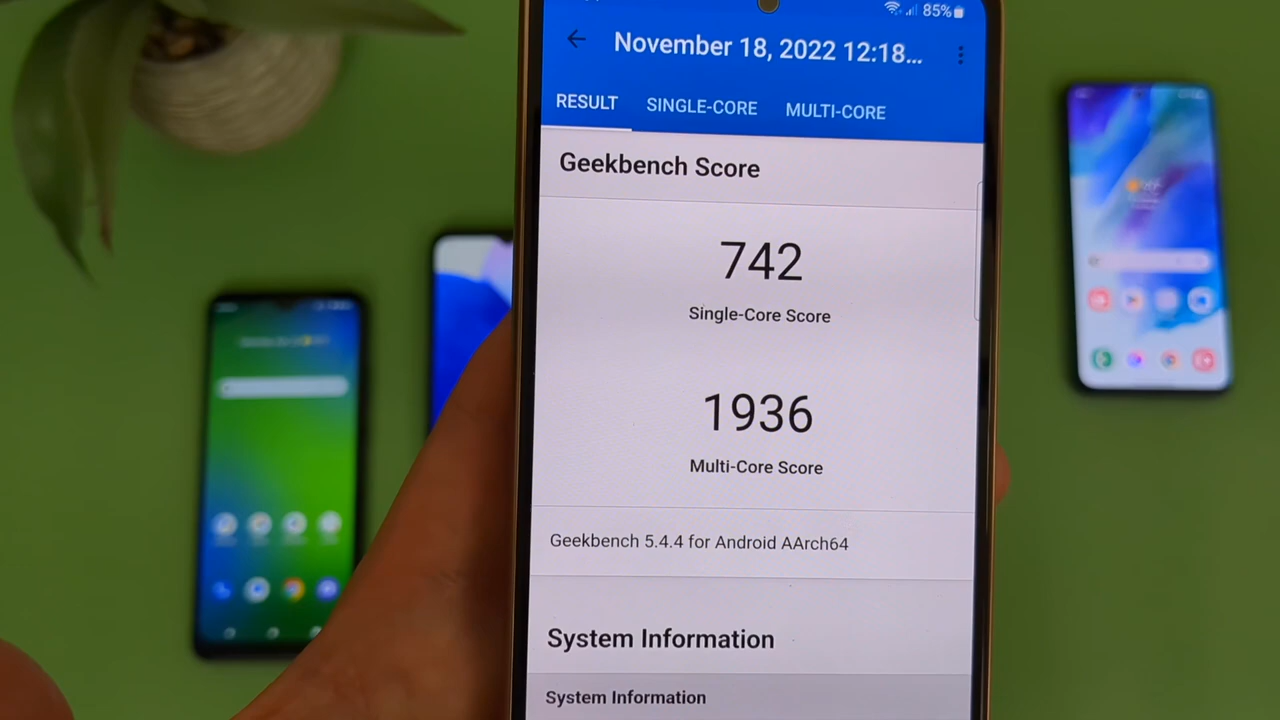 85%
November 18, 2022 12:18...
RESULT SINGLE-CORE MULTI-CORE
Geekbench Score
742
Single-Core Score
1936
Multi-Core Score
Geekbench 5.4.4 for Android AArch64
System Information
System Information